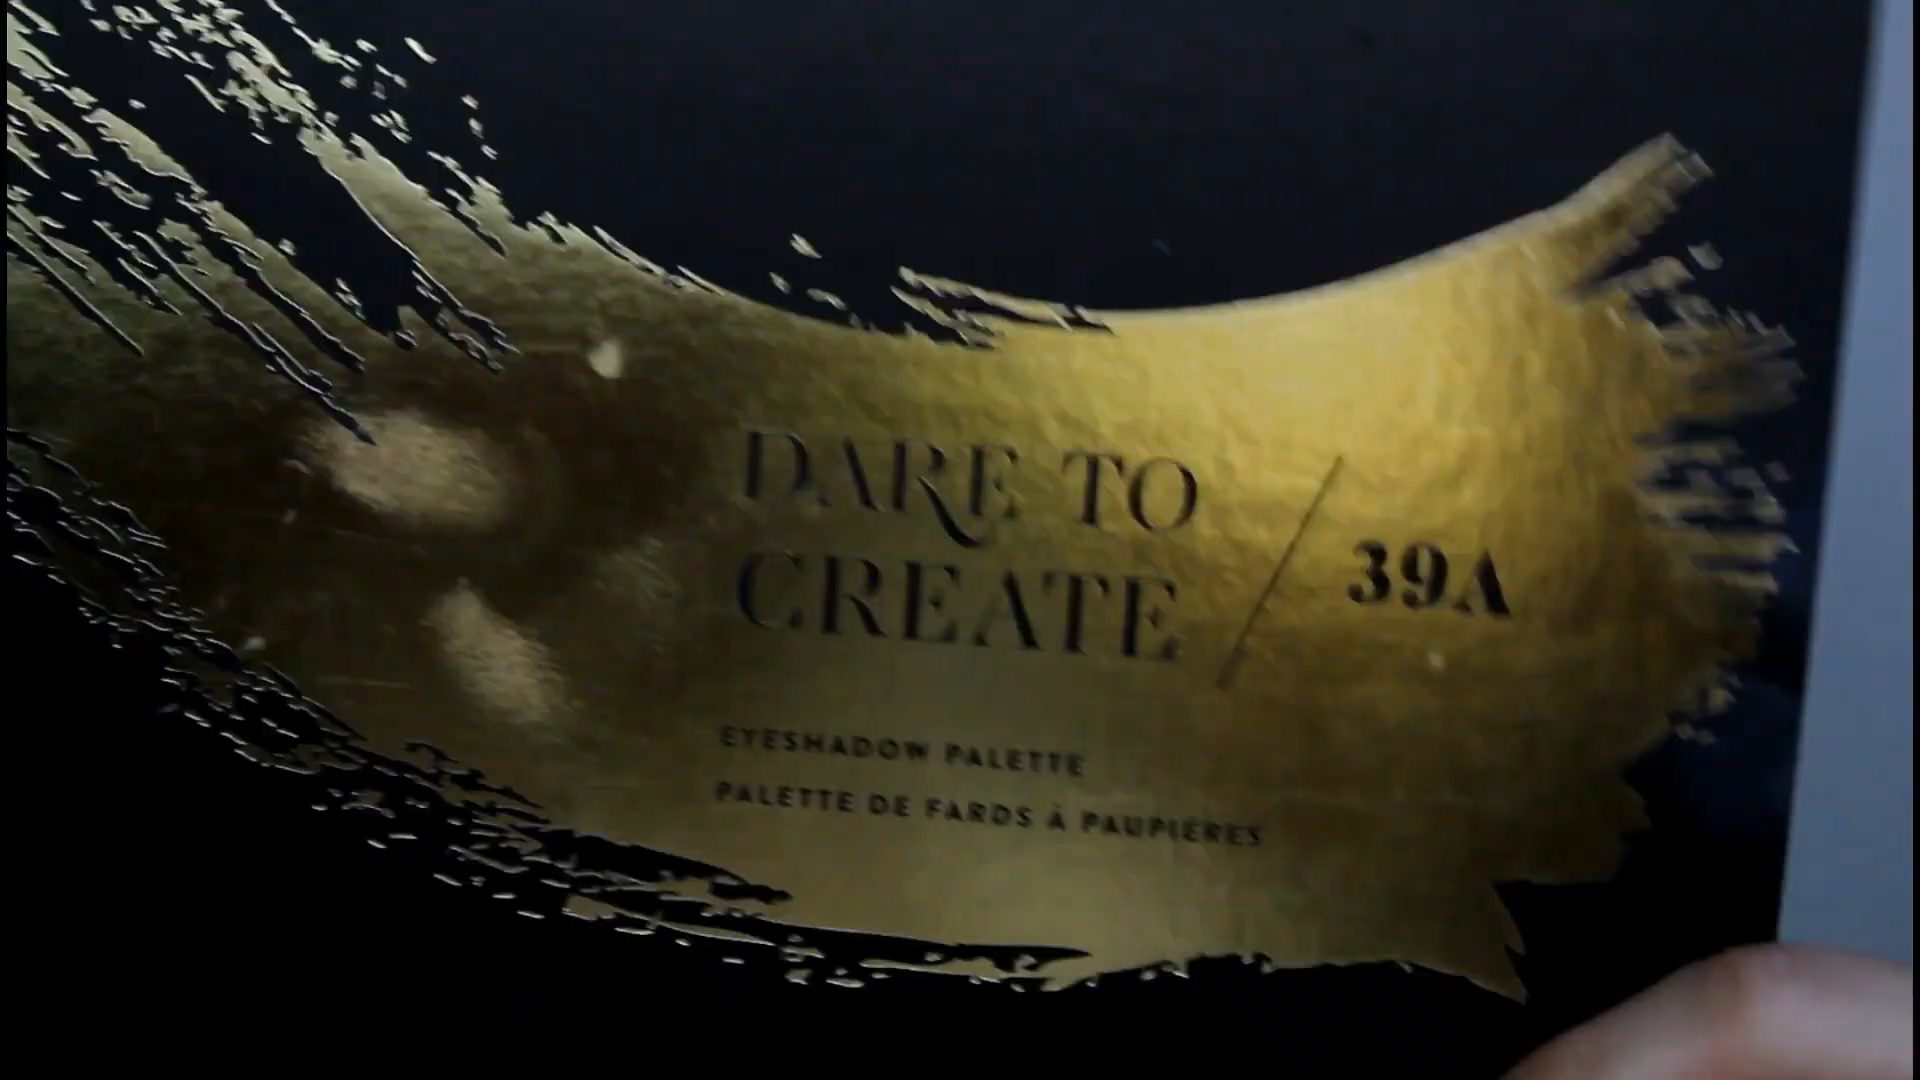 DARE TO
CREATE / 39A
EYESHADOW PALETTE
PALETTE DE FARDS À PAUPIÈRES